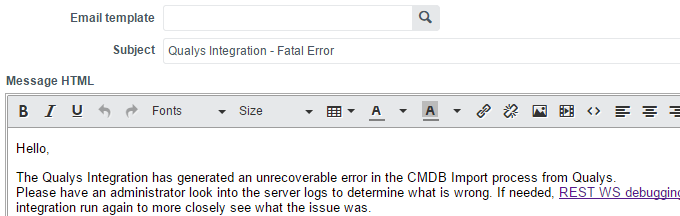 Email template
Subject Qualys Integration - Fatal Error
Message HTML
B I U Fonts Size A A
Hello,
The Qualys Integration has generated an unrecoverable error in the CMDB Import process from Qualys.
Please have an administrator look into the server logs to determine what is wrong. If needed, REST WS debugging
integration run again to more closely see what the issue was.